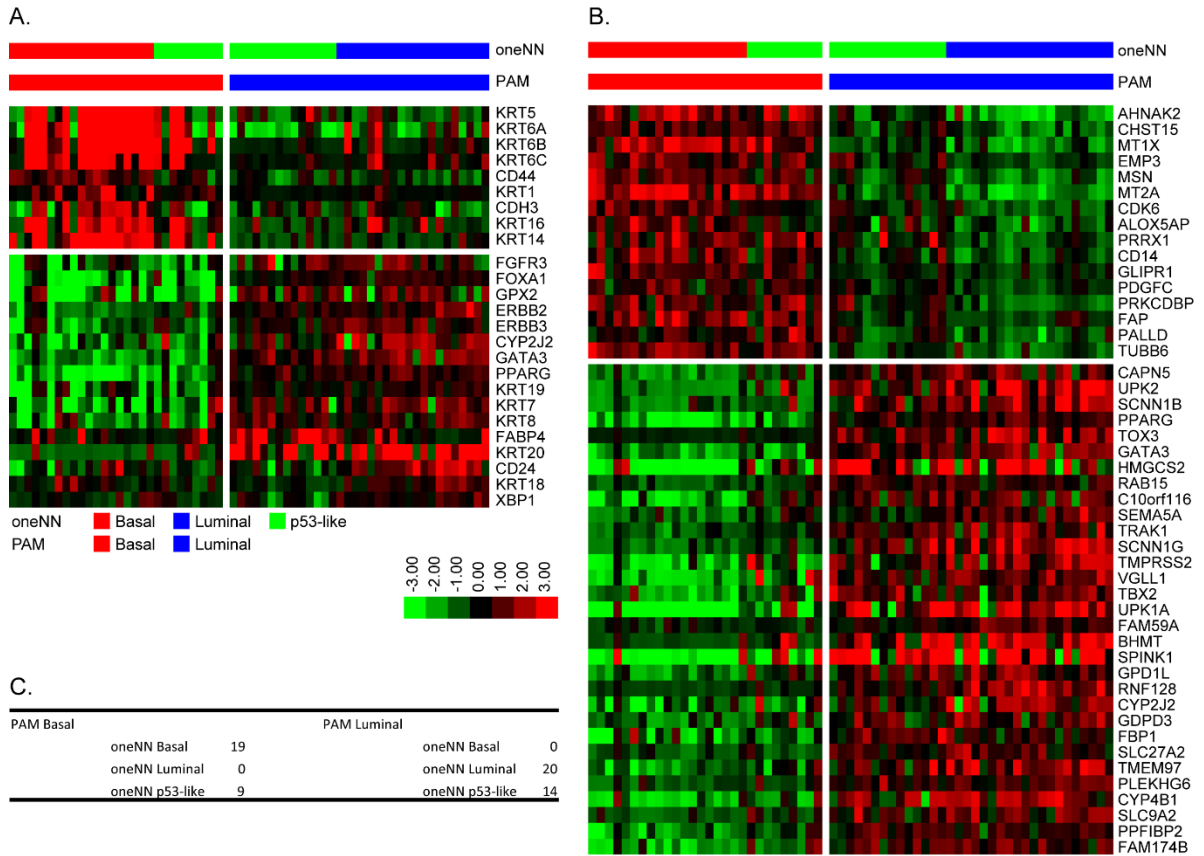 A.
oneNN
PAM
KRT5
KRT6A
KRT6B
KRT6C
CD44
KRT1
CDH3
KRT16
KRT14
FGFR3
FOXA1
GPX2
ERBB2
ERBB3
CYP2J2
GATA3
PPARG
KRT19
KRT7
KRT8
FABP4
KRT20
CD24
KRT18
XBP1
oneNN Basal Luminal p53-like
PAM Basal Luminal
-3.00 -2.00 -1.00 0.00 1.00 2.00 3.00
B.
oneNN
PAM
AHNAK2
CHST15
MT1X
EMP3
MSN
MT2A
CDK6
ALOX5AP
PRRX1
CD14
GLIPR1
PDGFC
PRKCDBP
FAP
PALLD
TUBB6
CAPN5
UPK2
SCNN1B
PPARG
TOX3
GATA3
HMGCS2
RAB15
C10orf116
SEMA5A
TRAK1
SCNN1G
TMPRSS2
VGLL1
TBX2
UPK1A
FAM59A
BHMT
SPINK1
GPD1L
RNF128
CYP2J2
GDPD3
FBP1
SLC27A2
TMEM97
PLEKHG6
CYP4B1
SLC9A2
PPFIBP2
FAM174B
C.
PAM Basal PAM Luminal
oneNN Basal 19 oneNN Basal 0
oneNN Luminal 0 oneNN Luminal 20
oneNN p53-like 9 oneNN p53-like 14